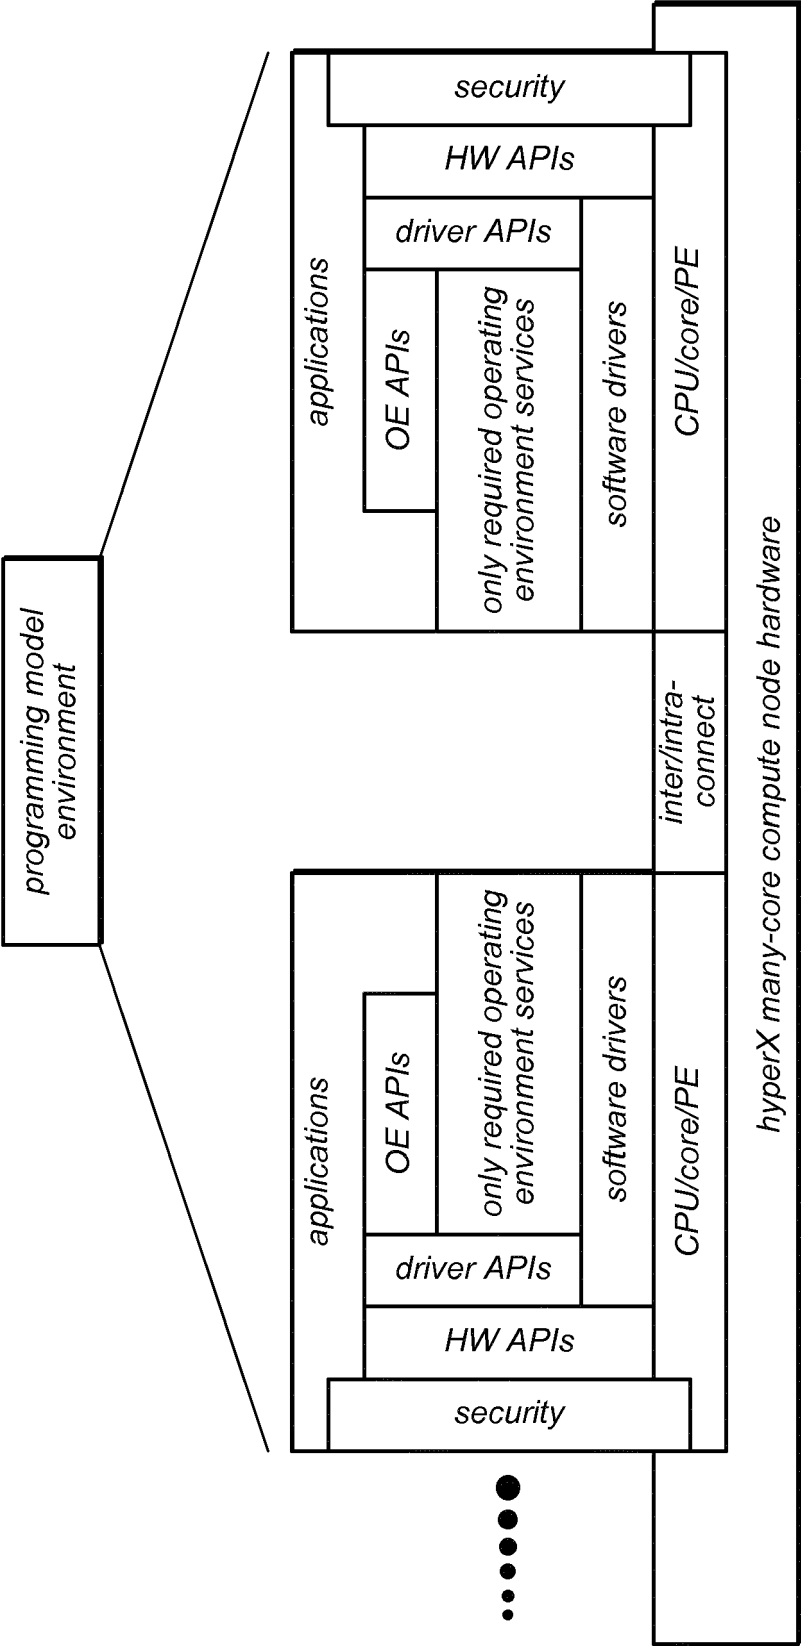 programming model
environment
security
HW APIs
driver APIs
applications
OE APIs
only required operating
environment services
software drivers
CPU/core/PE
inter/intra-
connect
hyperX many-core compute node hardware
applications
OE APIs
only required operating
environment services
software drivers
CPU/core/PE
driver APIs
HW APIs
security